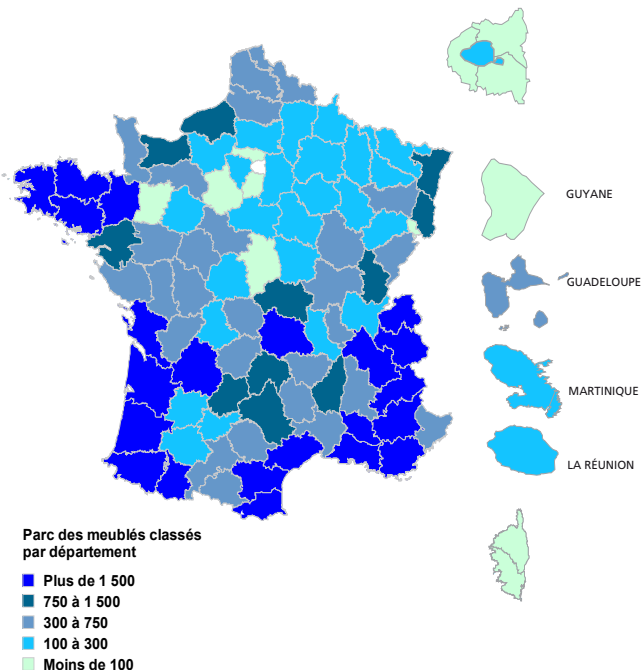 GUYANE
GUADELOUPE
MARTINIQUE
LA RÉUNION
Parc des meublés classés
par département
Plus de 1 500
750 à 1 500
300 à 750
100 à 300
Moins de 100